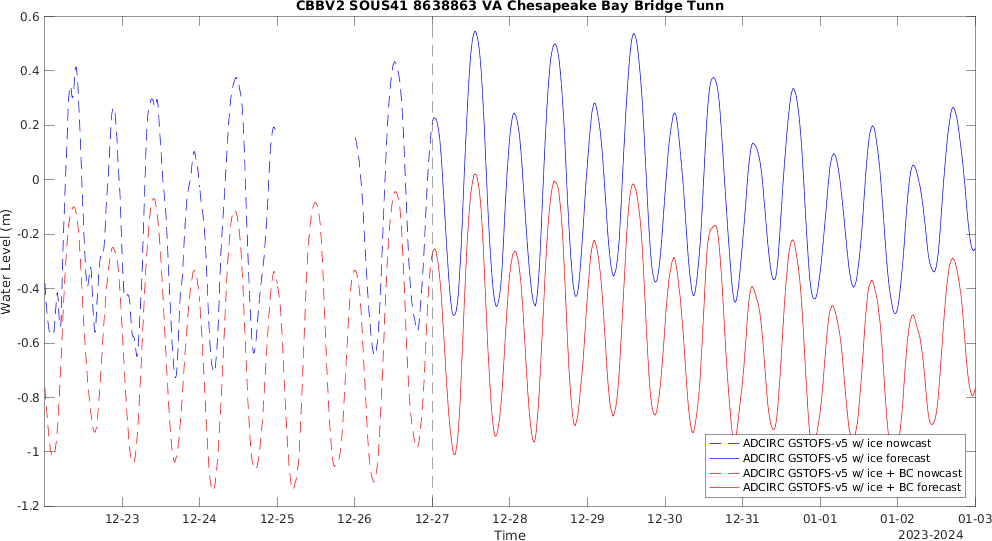 CBBV2 SOUS41 8638863 VA Chesapeake Bay Bridge Tunn
Water Level (m)
0.6
0.4
0.2
0
-0.2
-0.4
-0.6
-0.8
-1
-1.2
ADCIRC GSTOFS-v5 w/ ice nowcast
ADCIRC GSTOFS-v5 w/ ice forecast
ADCIRC GSTOFS-v5 w/ ice + BC nowcast
ADCIRC GSTOFS-v5 w/ ice + BC forecast
12-23 12-24 12-25 12-26 12-27 12-28 12-29 12-30 12-31 01-01 01-02 01-03
Time
2023-2024